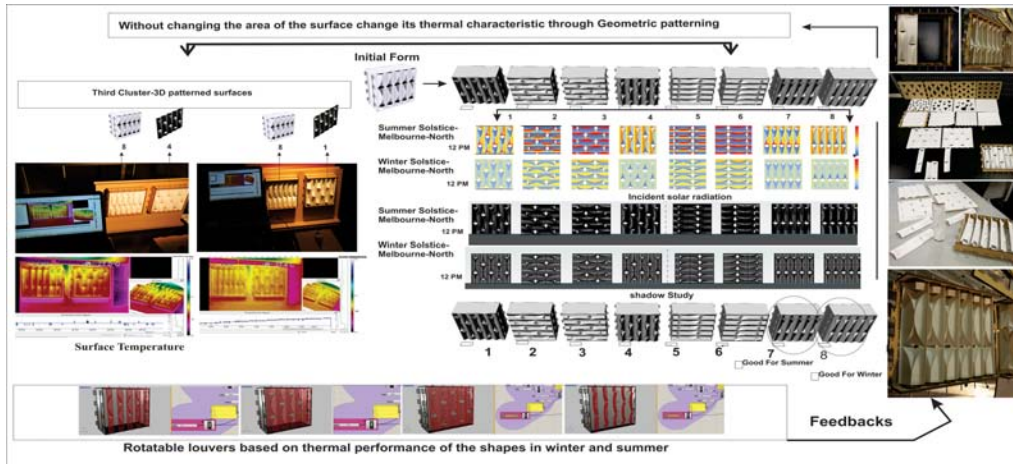 Without changing the area of the surface change its thermal characteristic through Geometric patterning
Initial Form
Third Cluster-3D patterned surfaces
8 4 8 1
Surface Temperature
1 2 3 4 5 6 7 8
Summer Solstice-
Melbourne-North
12 PM
Winter Solstice-
Melbourne-North
12 PM
Incident solar radiation
Summer Solstice-
Melbourne-North
12 PM
Winter Solstice-
Melbourne-North
12 PM
shadow Study
1 2 3 4 5 6 7 8
Good For Summer
Good For Winter
Feedbacks
Rotatable louvers based on thermal performance of the shapes in winter and summer